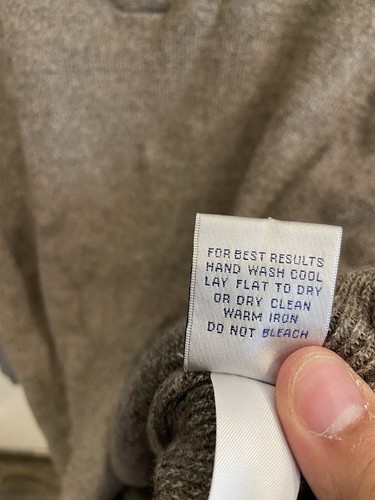 FOR BEST RESULTS
HAND WASH COOL
LAY FLAT TO DRY
OR DRY CLEAN
WARM IRON
DO NOT BLEACH